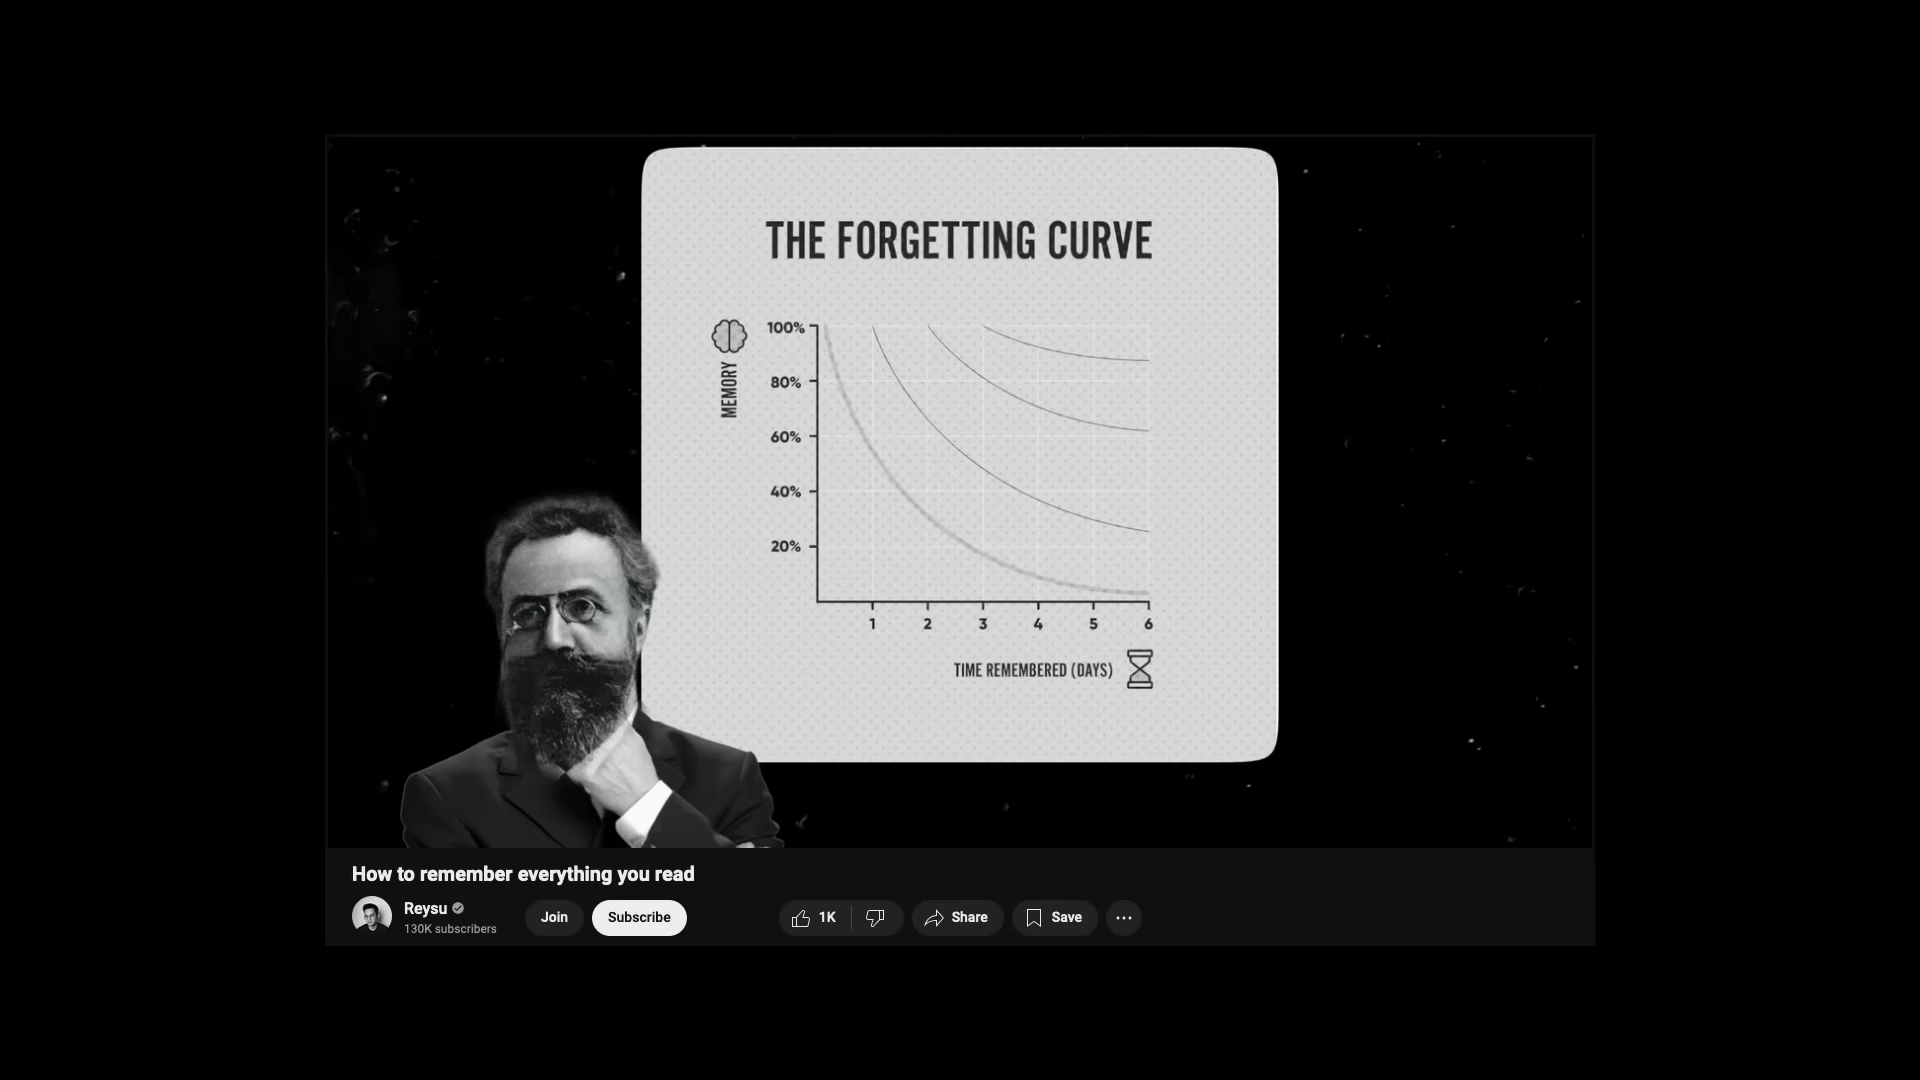 THE FORGETTING CURVE
MEMORY
100%
80%
60%
40%
20%
1 2 3 4 5 6
TIME REMEMBERED (DAYS)
How to remember everything you read
Reysu
130K subscribers
Join
Subscribe
1K
Share
Save